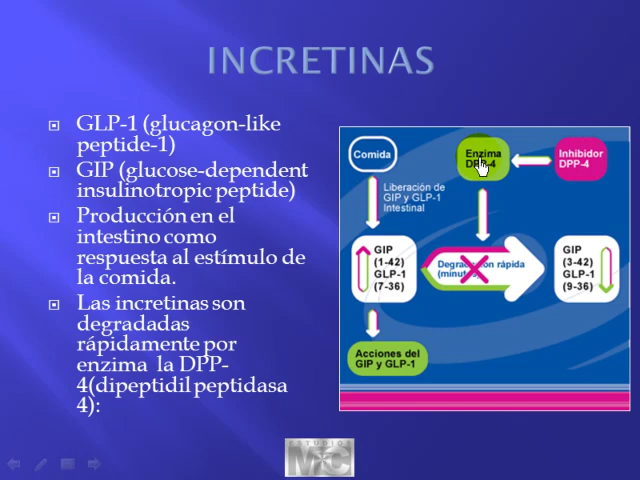 INCRETINAS
GLP-1 (glucagon-like
peptide-1)
GIP (glucose-dependent
insulinotropic peptide)
Producción en el
intestino como
respuesta al estímulo de
la comida.
Las incretinas son
degradadas
rápidamente por
enzima la DPP-
4(dipeptidil peptidasa
4):
Comida
Enzima
DPP-4
Inhibidor
DPP-4
Liberación de
GIP y GLP-1
Intestinal
GIP
(1-42)
GLP-1
(7-36)
Degradación rápida
(minutos)
GIP
(3-42)
GLP-1
(9-36)
Acciones del
GIP y GLP-1
ESTUDIOS
MC